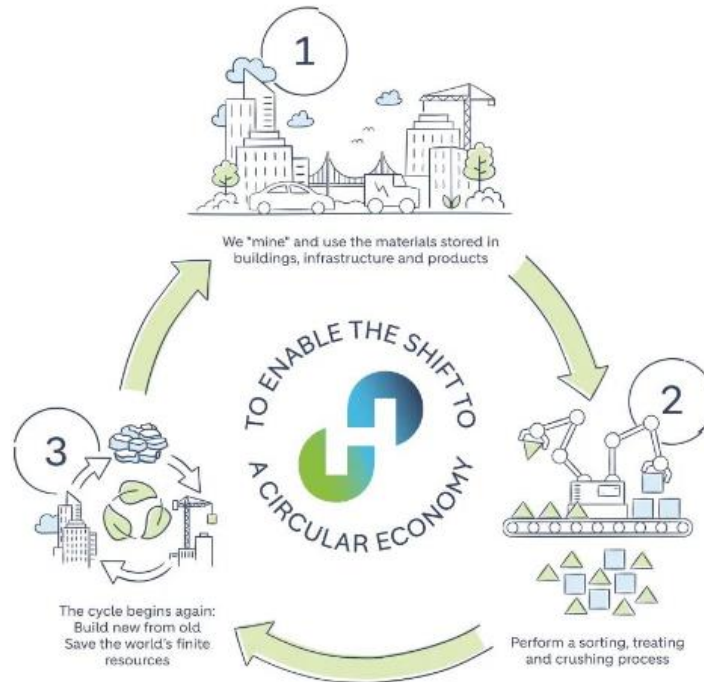 1
We "mine" and use the materials stored in
buildings, infrastructure and products
2
Perform a sorting, treating
and crushing process
3
The cycle begins again:
Build new from old
Save the world's finite
resources
TO ENABLE THE SHIFT TO
A CIRCULAR ECONOMY
H